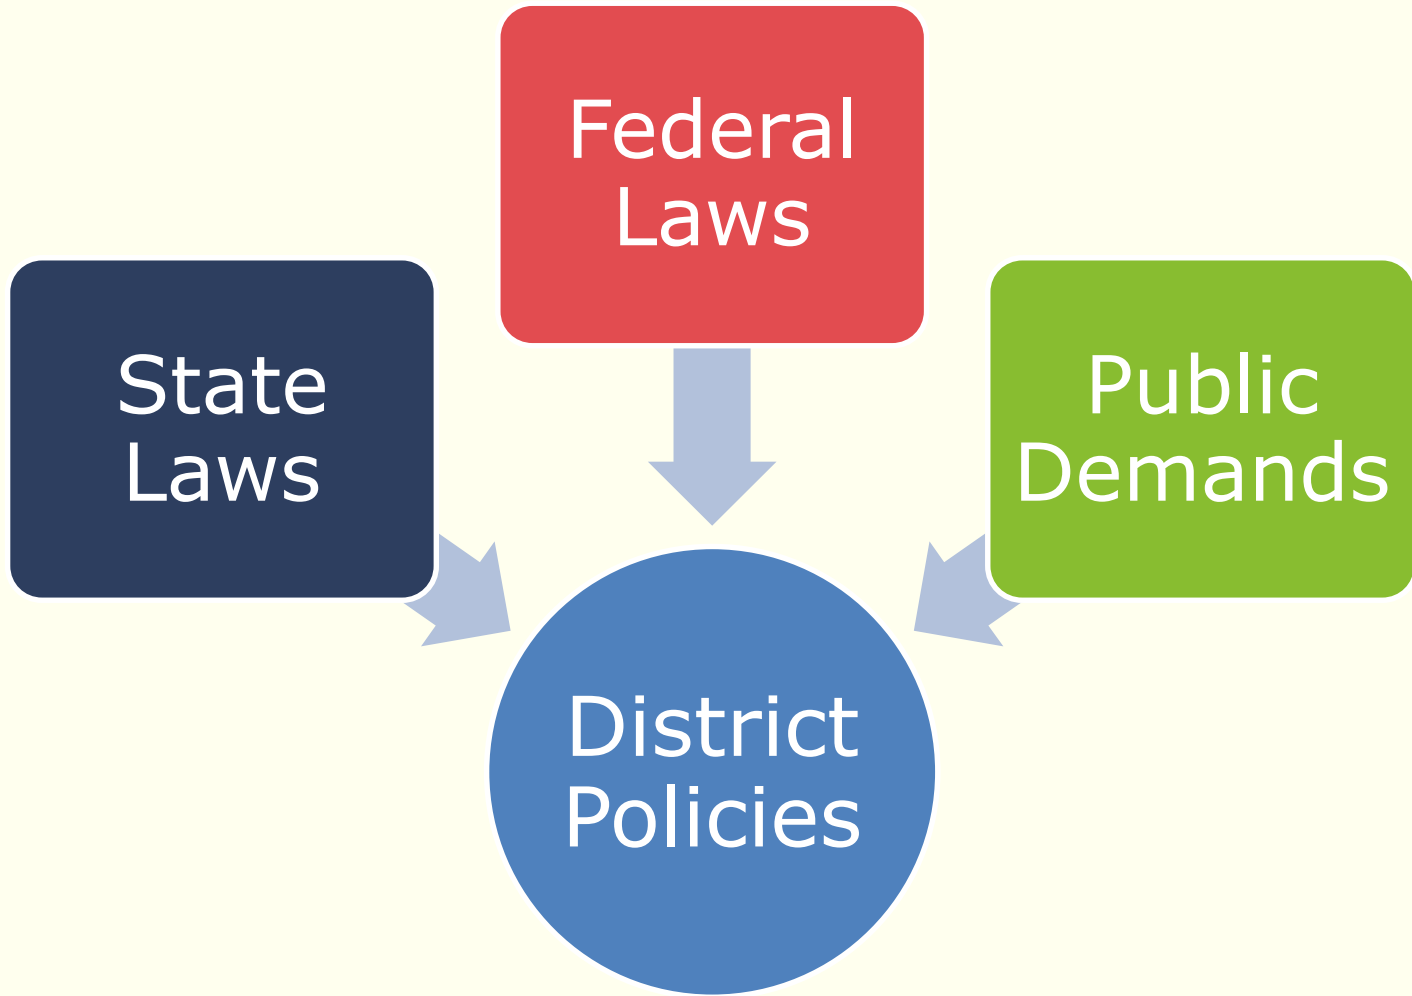 Federal
Laws
State
Laws
Public
Demands
District
Policies